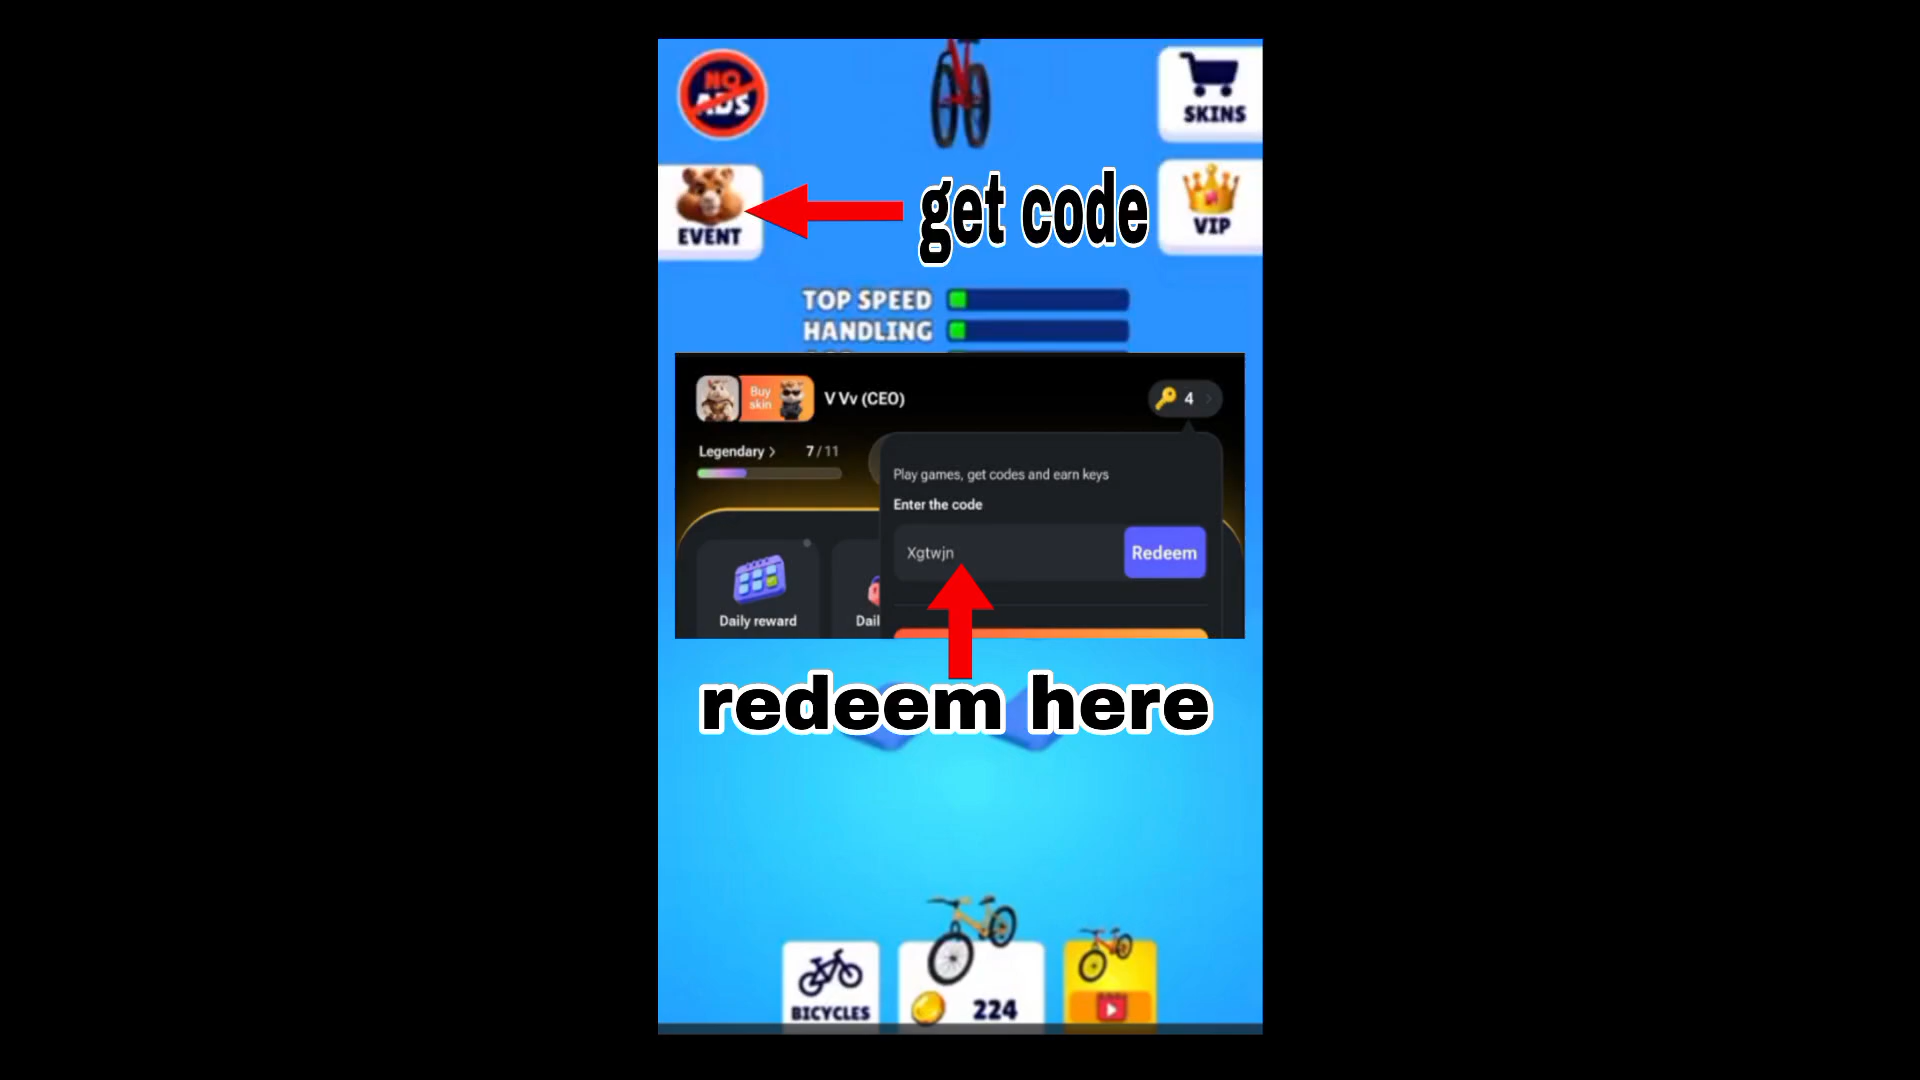 NO
ADS
SKINS
EVENT
get code
VIP
TOP SPEED
HANDLING
Buy
skin
V Vv (CEO)
4
Legendary
7/11
Play games, get codes and earn keys
Enter the code
Xgtwjn
Redeem
Daily reward
Dail
redeem here
BICYCLES
224